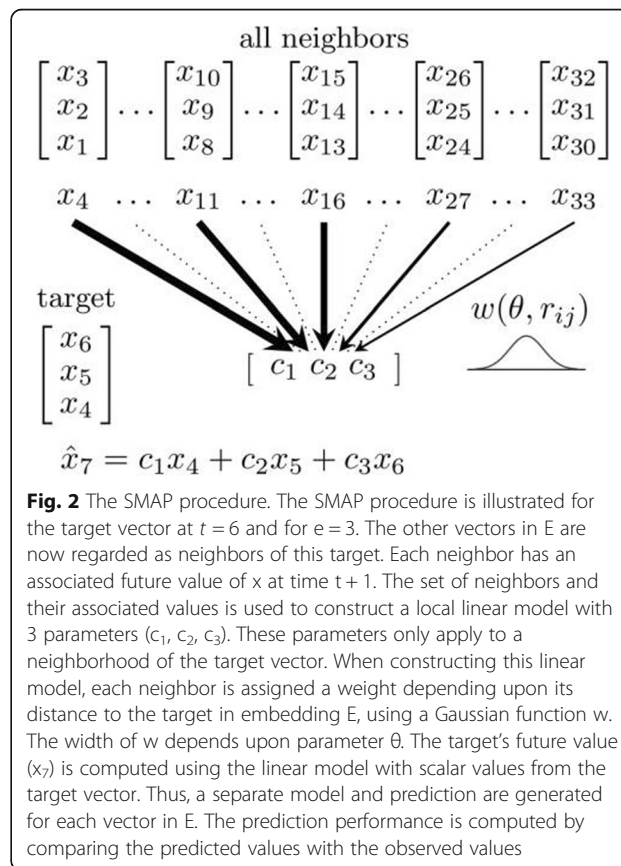 all neighbors
[x₃ x₂ x₁] … [x₁₀ x₉ x₈] … [x₁₅ x₁₄ x₁₃] … [x₂₆ x₂₅ x₂₄] … [x₃₂ x₃₁ x₃₀]
x₄ … x₁₁ … x₁₆ … x₂₇ … x₃₃
target
[x₆ x₅ x₄]
w(θ, rᵢⱼ)
[ c₁ c₂ c₃ ]
x̂₇ = c₁x₄ + c₂x₅ + c₃x₆
Fig. 2 The SMAP procedure. The SMAP procedure is illustrated for
the target vector at t = 6 and for e = 3. The other vectors in E are
now regarded as neighbors of this target. Each neighbor has an
associated future value of x at time t + 1. The set of neighbors and
their associated values is used to construct a local linear model with
3 parameters (c₁, c₂, c₃). These parameters only apply to a
neighborhood of the target vector. When constructing this linear
model, each neighbor is assigned a weight depending upon its
distance to the target in embedding E, using a Gaussian function w.
The width of w depends upon parameter θ. The target's future value
(x₇) is computed using the linear model with scalar values from the
target vector. Thus, a separate model and prediction are generated
for each vector in E. The prediction performance is computed by
comparing the predicted values with the observed values